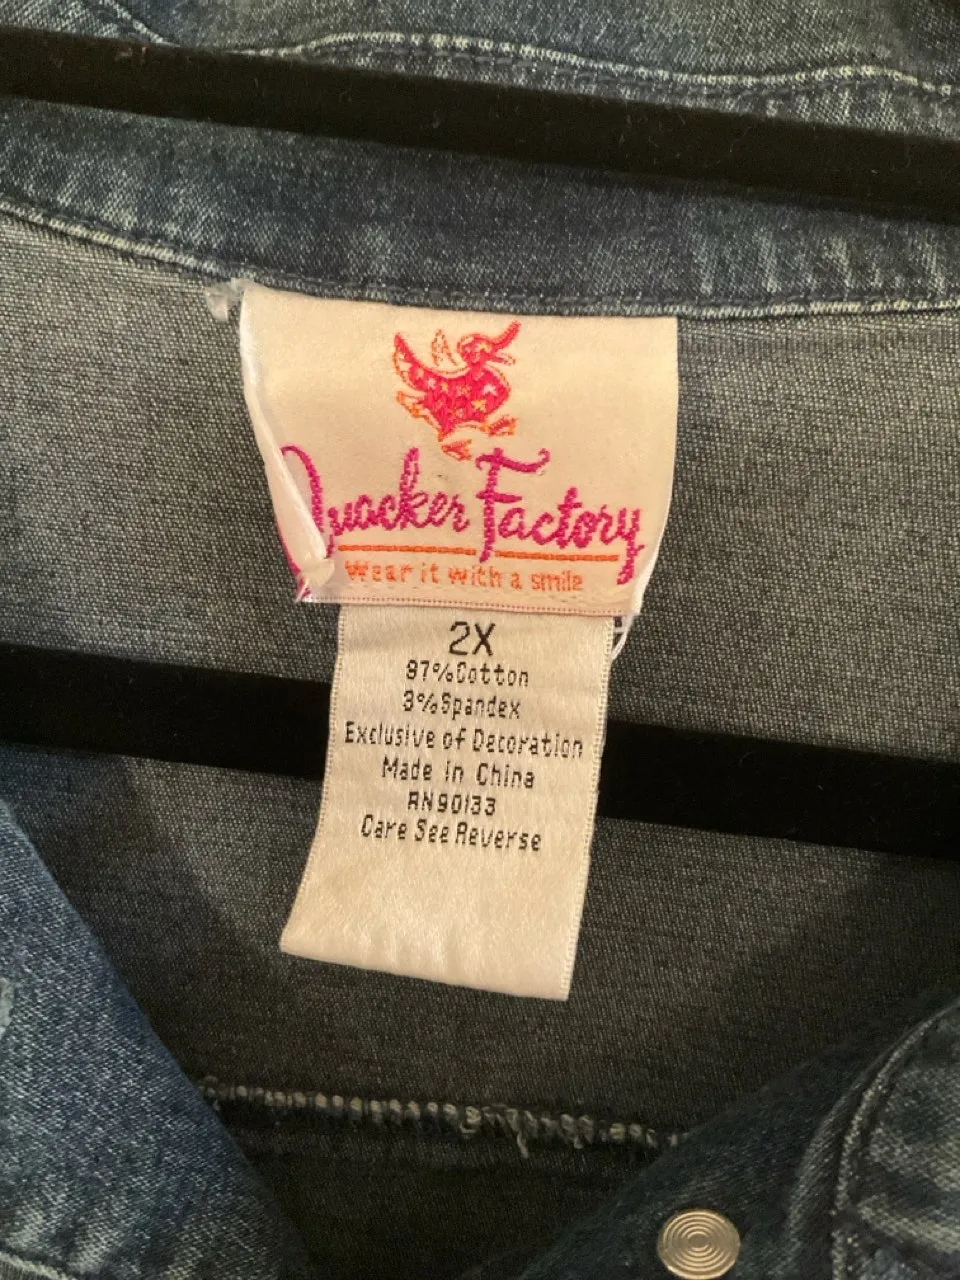 Quacker Factory
Wear it with a smile
2X
97%Cotton
3%Spandex
Exclusive of Decoration
Made in China
RN90133
Care See Reverse